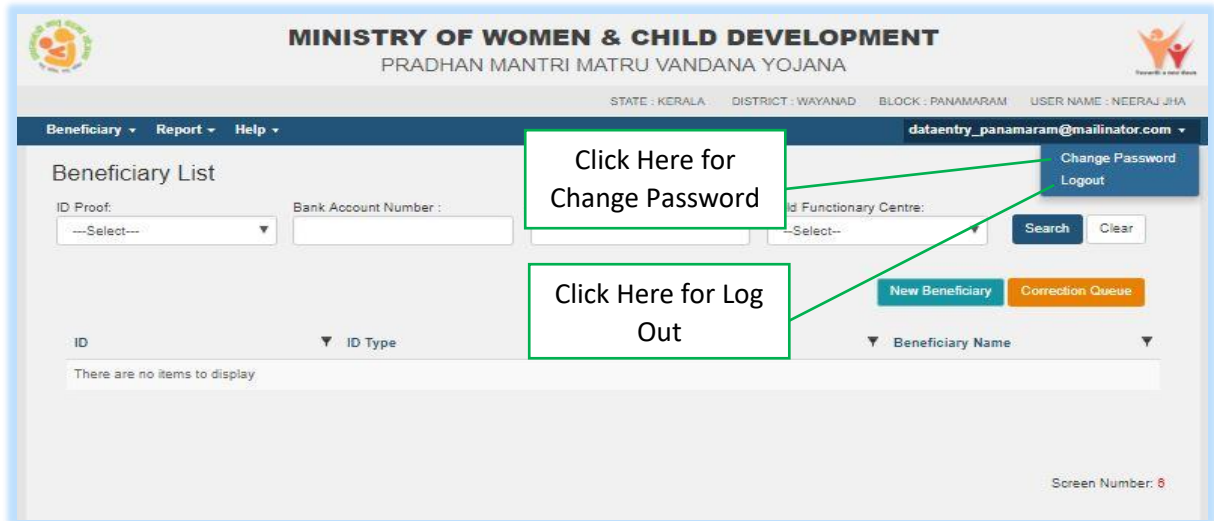 MINISTRY OF WOMEN & CHILD DEVELOPMENT
PRADHAN MANTRI MATRU VANDANA YOJANA
STATE : KERALA DISTRICT : WAYANAD BLOCK : PANAMARAM USER NAME : NEERAJ JHA
Beneficiary Report Help dataentry_panamaram@mailinator.com
Change Password
Logout
Click Here for
Change Password
Beneficiary List
ID Proof: Bank Account Number : ld Functionary Centre:
---Select--- --Select-- Search Clear
Click Here for Log
Out
New Beneficiary Correction Queue
ID ID Type Beneficiary Name
There are no items to display
Screen Number: 6